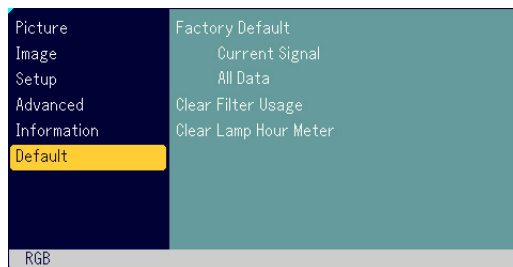 Picture
Image
Setup
Advanced
Information
Default
Factory Default
Current Signal
All Data
Clear Filter Usage
Clear Lamp Hour Meter
RGB